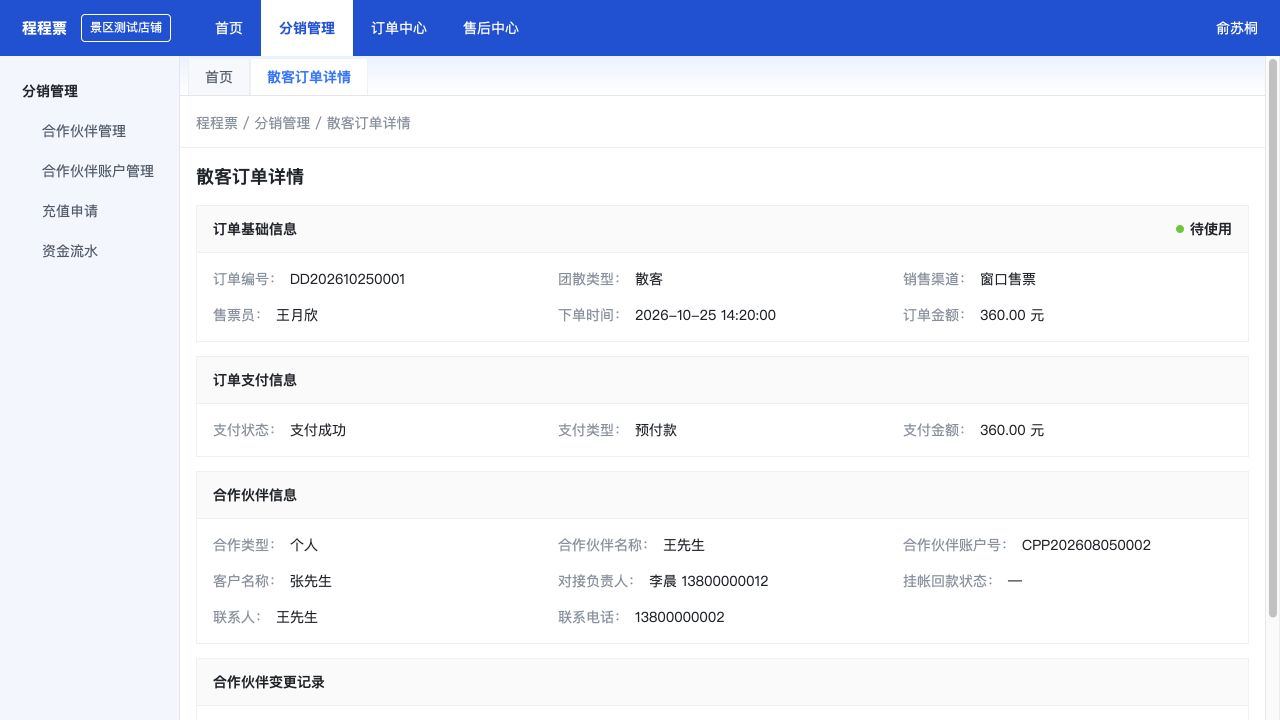 程程票 景区测试店铺 首页 分销管理 订单中心 售后中心 俞苏桐
分销管理
合作伙伴管理
合作伙伴账户管理
充值申请
资金流水
首页 散客订单详情
程程票 / 分销管理 / 散客订单详情
散客订单详情
订单基础信息 待使用
订单编号： DD202610250001 团散类型： 散客 销售渠道： 窗口售票
售票员： 王月欣 下单时间： 2026-10-25 14:20:00 订单金额： 360.00 元
订单支付信息
支付状态： 支付成功 支付类型： 预付款 支付金额： 360.00 元
合作伙伴信息
合作类型： 个人 合作伙伴名称： 王先生 合作伙伴账户号： CPP202608050002
客户名称： 张先生 对接负责人： 李晨 13800000012 挂帐回款状态： —
联系人： 王先生 联系电话： 13800000002
合作伙伴变更记录